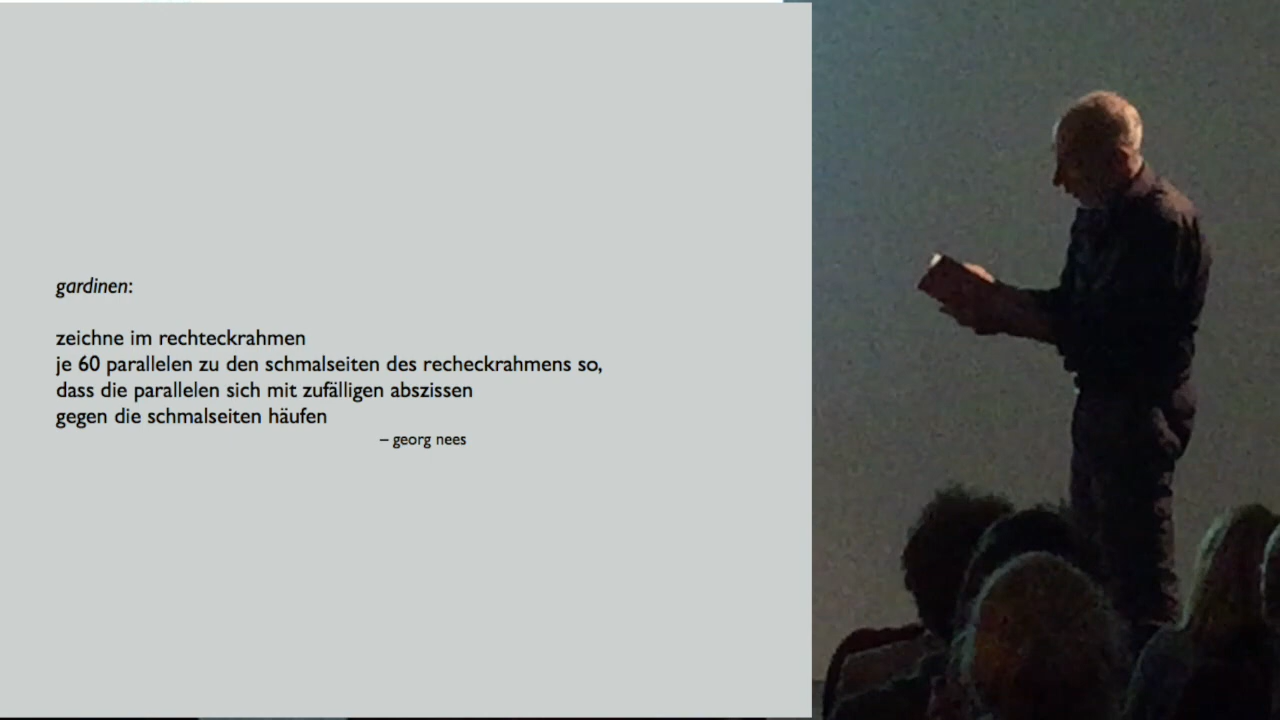 gardinen:
zeichne im rechteckrahmen
je 60 parallelen zu den schmalseiten des recheckrahmens so,
dass die parallelen sich mit zufälligen abszissen
gegen die schmalseiten häufen
– georg nees